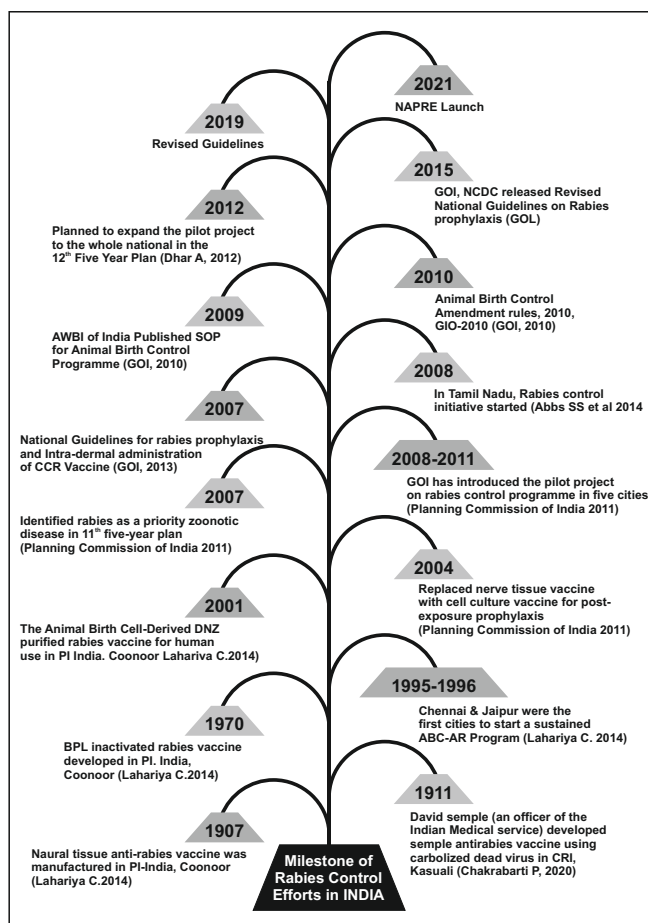 2021
NAPRE Launch
2019
Revised Guidelines
2015
GOI, NCDC released Revised
National Guidelines on Rabies
prophylaxis (GOL)
2012
Planned to expand the pilot project
to the whole national in the
12th Five Year Plan (Dhar A, 2012)
2010
Animal Birth Control
Amendment rules, 2010,
GIO-2010 (GOI, 2010)
2009
AWBI of India Published SOP
for Animal Birth Control
Programme (GOI, 2010)
2008
In Tamil Nadu, Rabies control
initiative started (Abbs SS et al 2014
2007
National Guidelines for rabies prophylaxis
and Intra-dermal administration
of CCR Vaccine (GOI, 2013)
2008-2011
GOI has introduced the pilot project
on rabies control programme in five cities
(Planning Commission of India 2011)
2007
Identified rabies as a priority zoonotic
disease in 11th five-year plan
(Planning Commission of India 2011)
2004
Replaced nerve tissue vaccine
with cell culture vaccine for post-
exposure prophylaxis
(Planning Commission of India 2011)
2001
The Animal Birth Cell-Derived DNZ
purified rabies vaccine for human
use in PI India. Coonoor Lahariva C.2014)
1995-1996
Chennai & Jaipur were the
first cities to start a sustained
ABC-AR Program (Lahariya C. 2014)
1970
BPL inactivated rabies vaccine
developed in PI. India,
Coonoor (Lahariya C.2014)
1911
David semple (an officer of the
Indian Medical service) developed
semple antirabies vaccine using
carbolized dead virus in CRI,
Kasuali (Chakrabarti P, 2020)
1907
Naural tissue anti-rabies vaccine was
manufactured in PI-India, Coonoor
(Lahariya C.2014)
Milestone of
Rabies Control
Efforts in INDIA